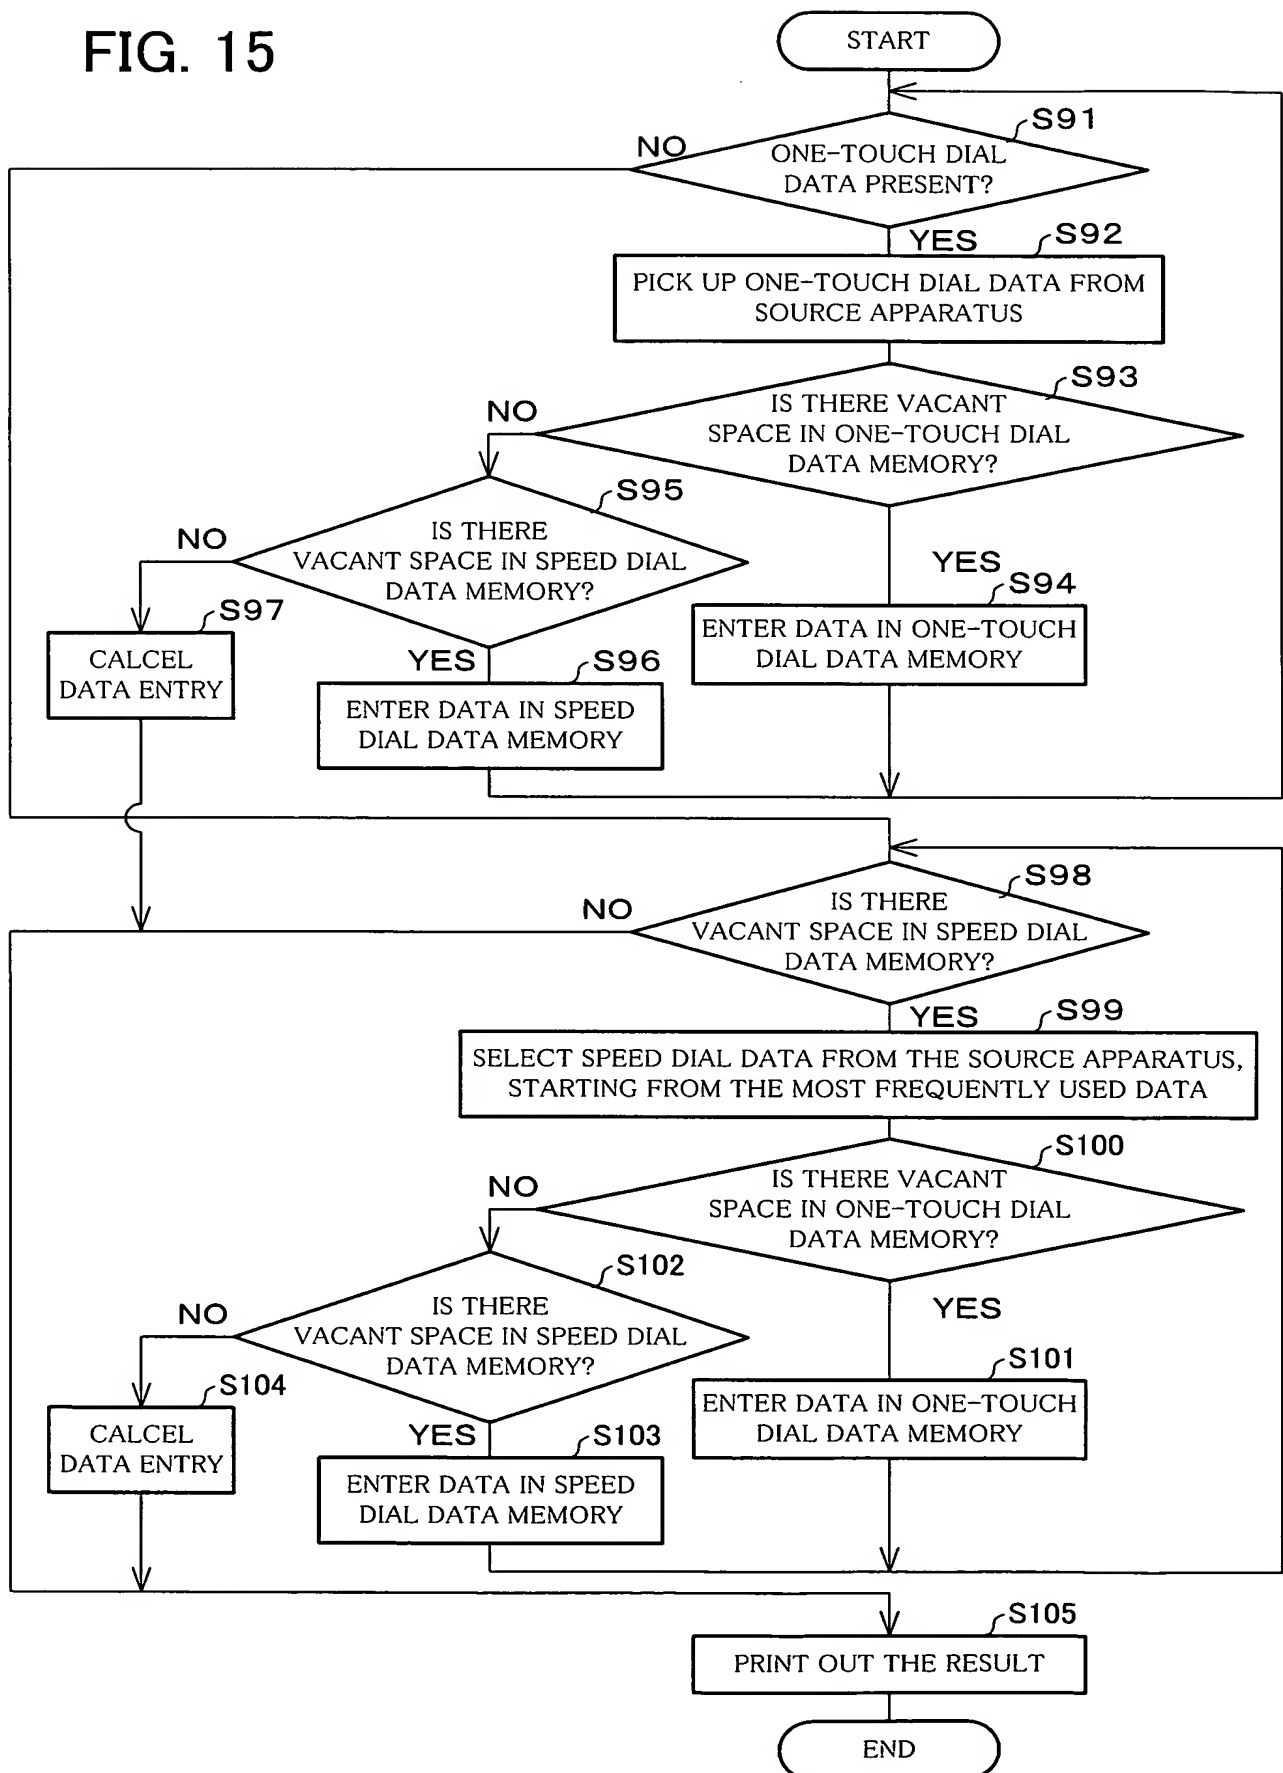 FIG. 15
START
S91
NO
ONE-TOUCH DIAL
DATA PRESENT?
YES
S92
PICK UP ONE-TOUCH DIAL DATA FROM
SOURCE APPARATUS
S93
NO
IS THERE VACANT
SPACE IN ONE-TOUCH DIAL
DATA MEMORY?
S95
NO
IS THERE
VACANT SPACE IN SPEED DIAL
DATA MEMORY?
YES
S94
ENTER DATA IN ONE-TOUCH
DIAL DATA MEMORY
S97
CALCEL
DATA ENTRY
YES
S96
ENTER DATA IN SPEED
DIAL DATA MEMORY
S98
NO
IS THERE
VACANT SPACE IN SPEED DIAL
DATA MEMORY?
YES
S99
SELECT SPEED DIAL DATA FROM THE SOURCE APPARATUS,
STARTING FROM THE MOST FREQUENTLY USED DATA
S100
NO
IS THERE VACANT
SPACE IN ONE-TOUCH DIAL
DATA MEMORY?
S102
NO
IS THERE
VACANT SPACE IN SPEED DIAL
DATA MEMORY?
YES
S101
ENTER DATA IN ONE-TOUCH
DIAL DATA MEMORY
S104
CALCEL
DATA ENTRY
YES
S103
ENTER DATA IN SPEED
DIAL DATA MEMORY
S105
PRINT OUT THE RESULT
END